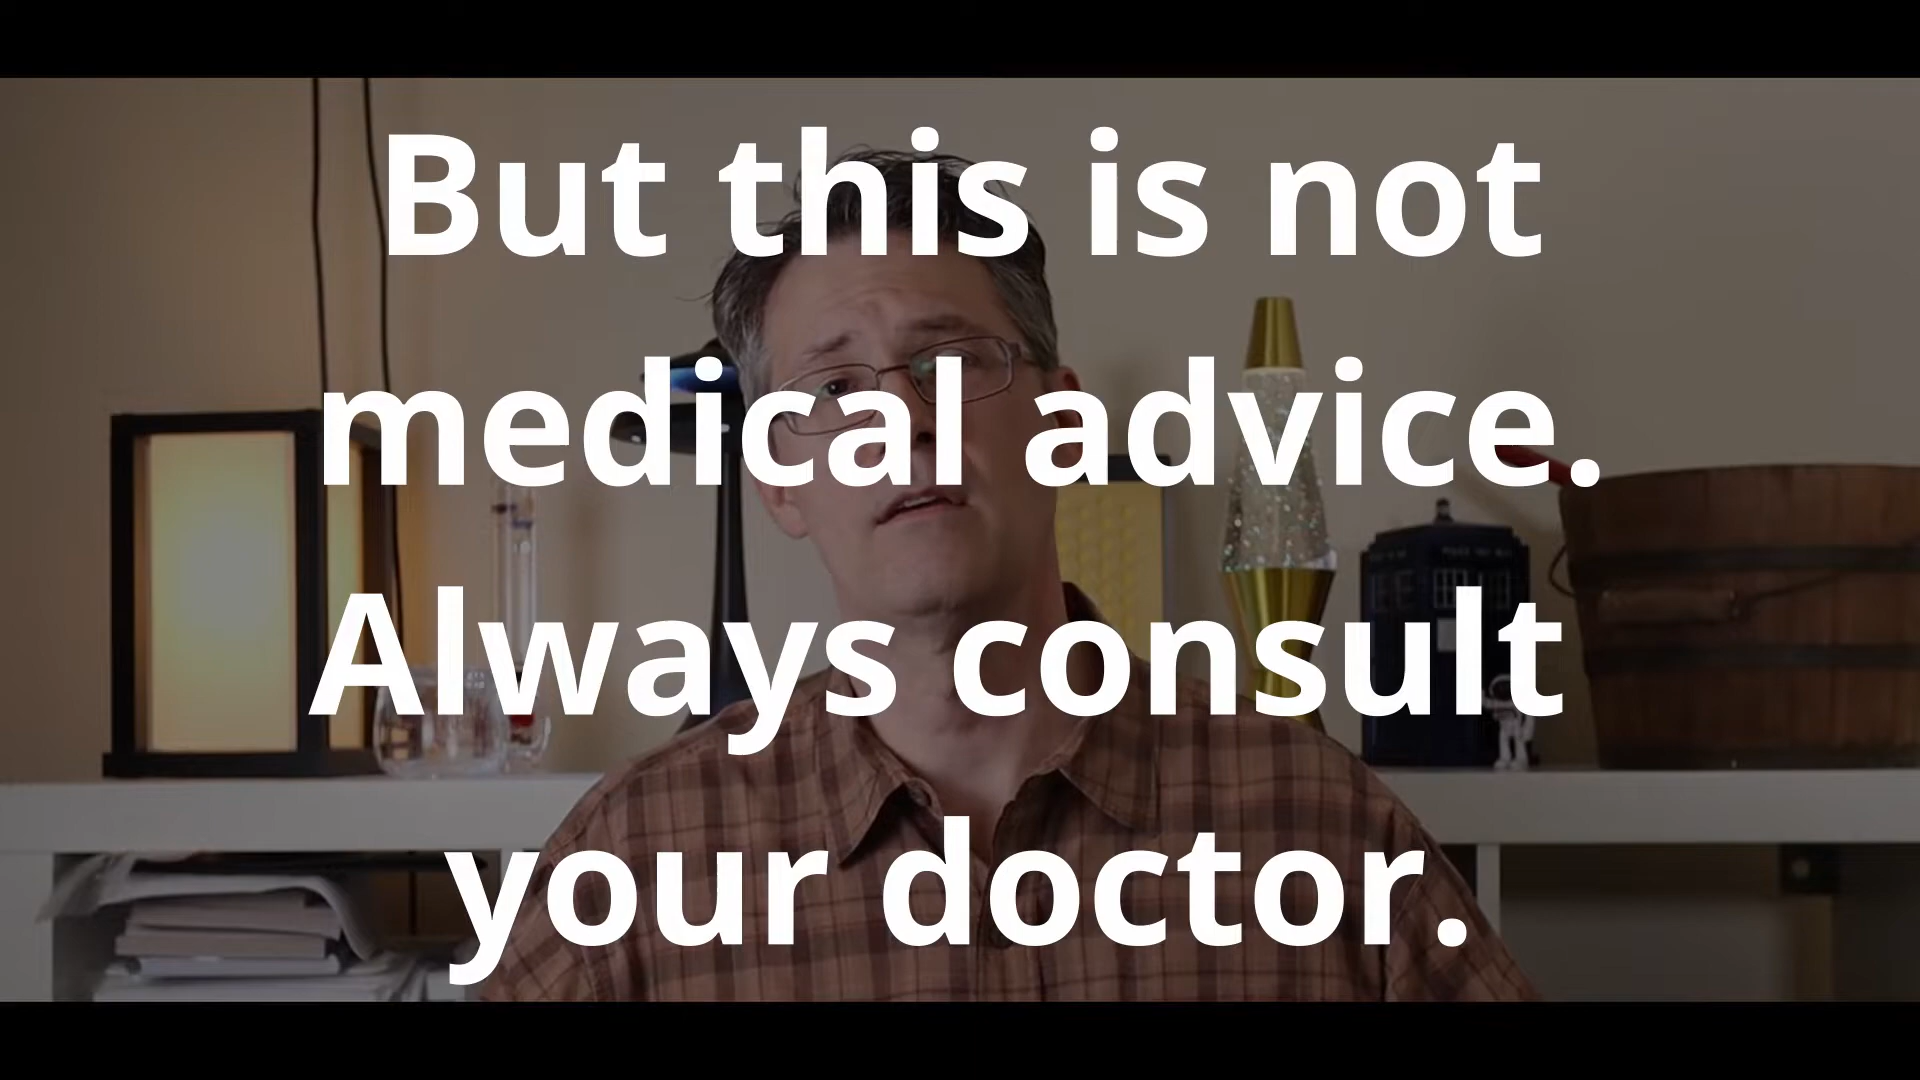 But this is not
medical advice.
Always consult
your doctor.